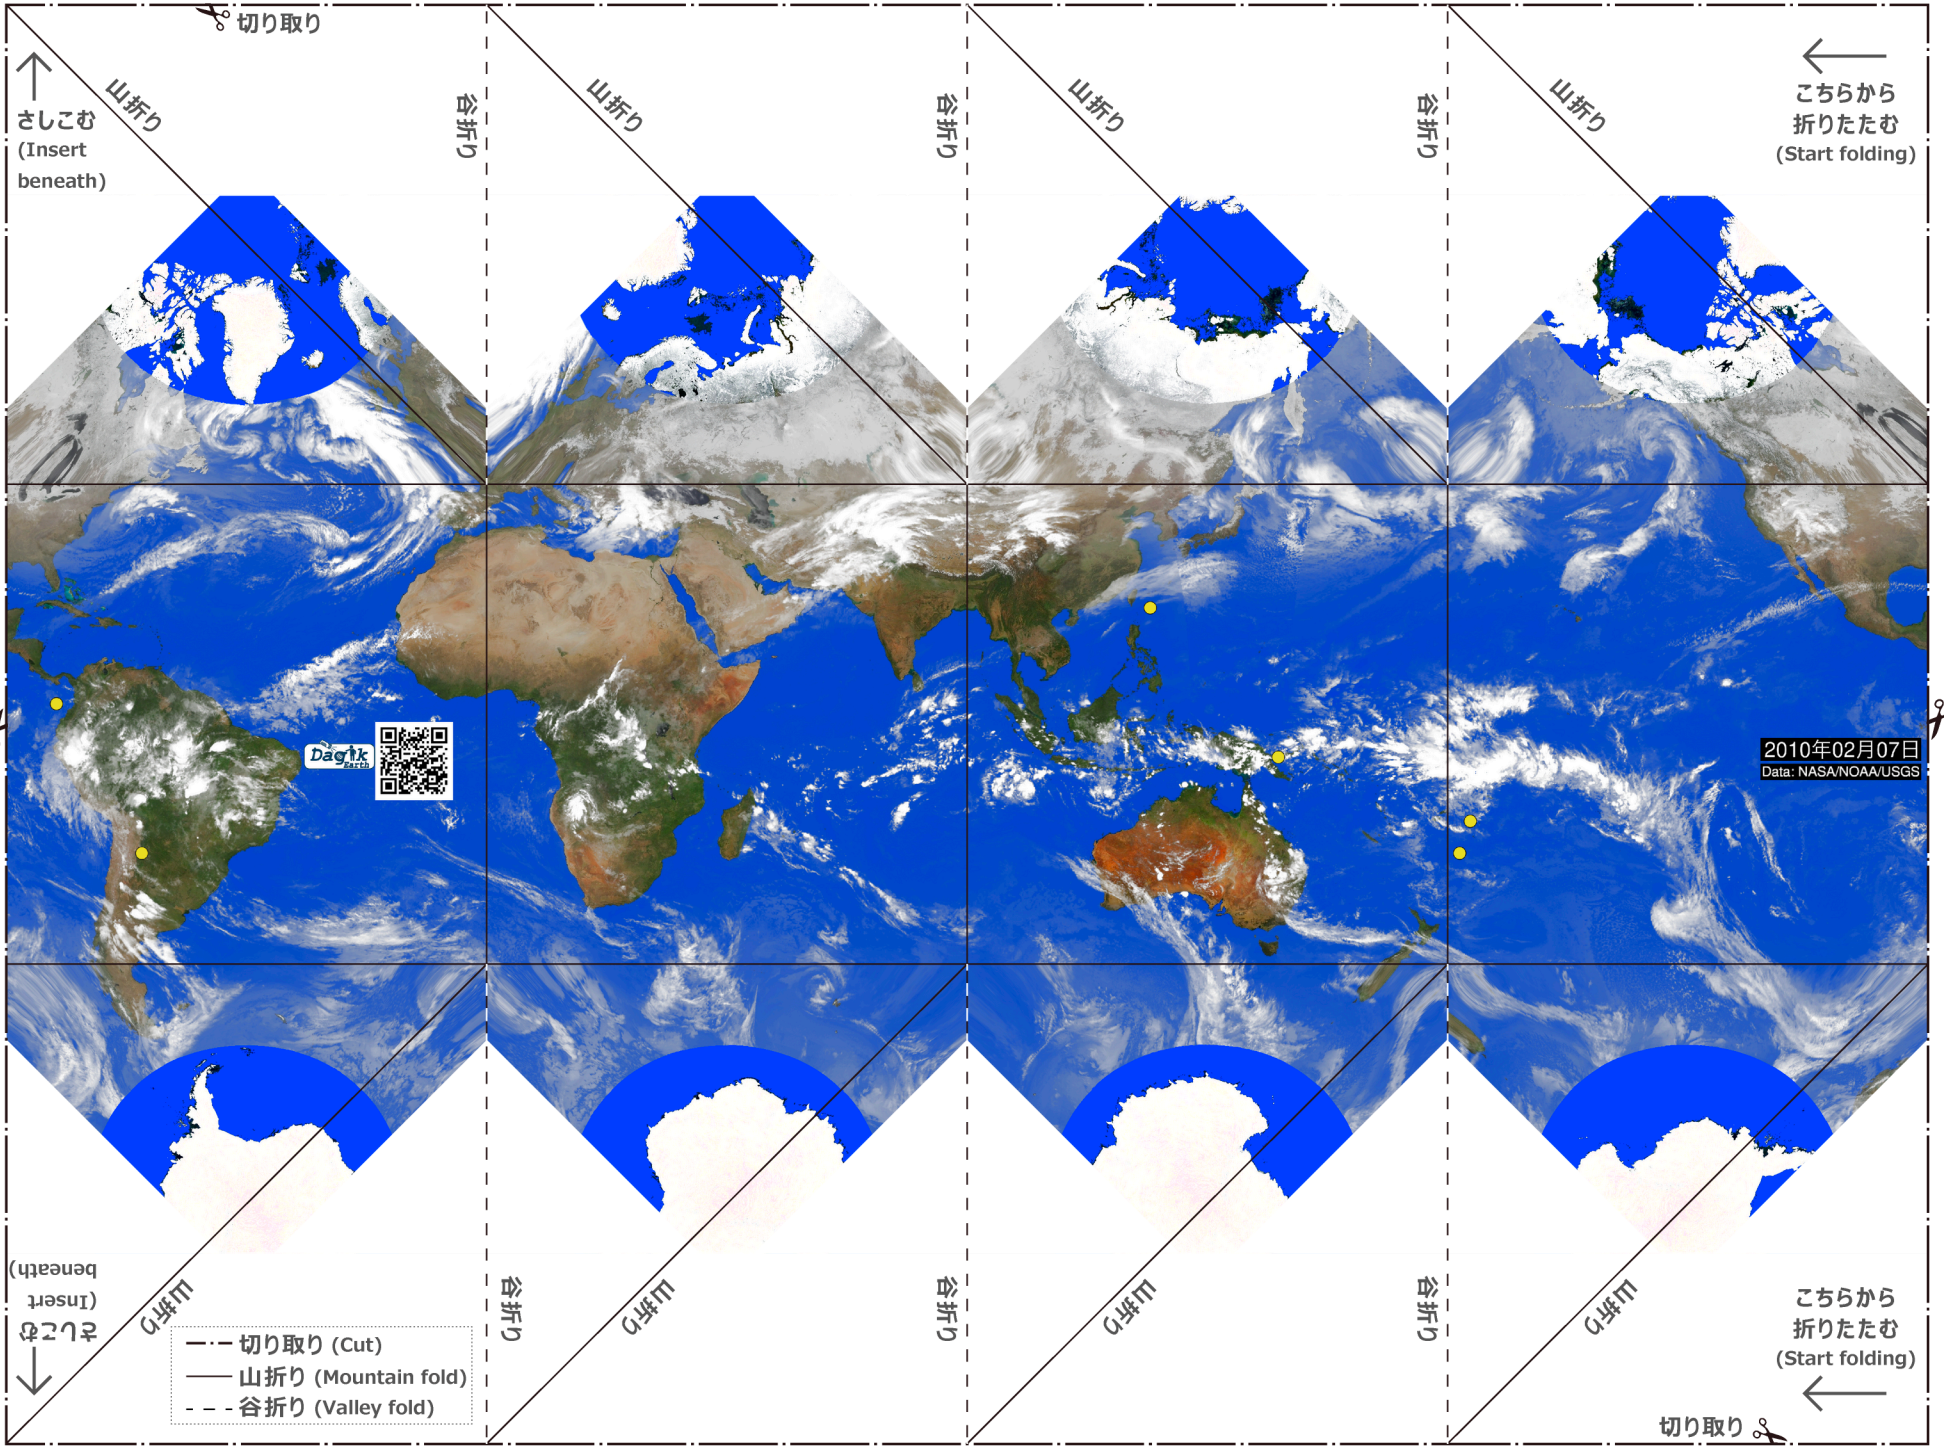 切り取り
山折り
谷折り
山折り
谷折り
山折り
谷折り
山折り
さしこむ
(Insert
beneath)
こちらから
折りたたむ
(Start folding)
Dagik
Earth
2010年02月07日
Data: NASA/NOAA/USGS
さしこむ
(Insert
beneath)
山折り
谷折り
山折り
谷折り
山折り
谷折り
山折り
こちらから
折りたたむ
(Start folding)
切り取り (Cut)
山折り (Mountain fold)
谷折り (Valley fold)
切り取り